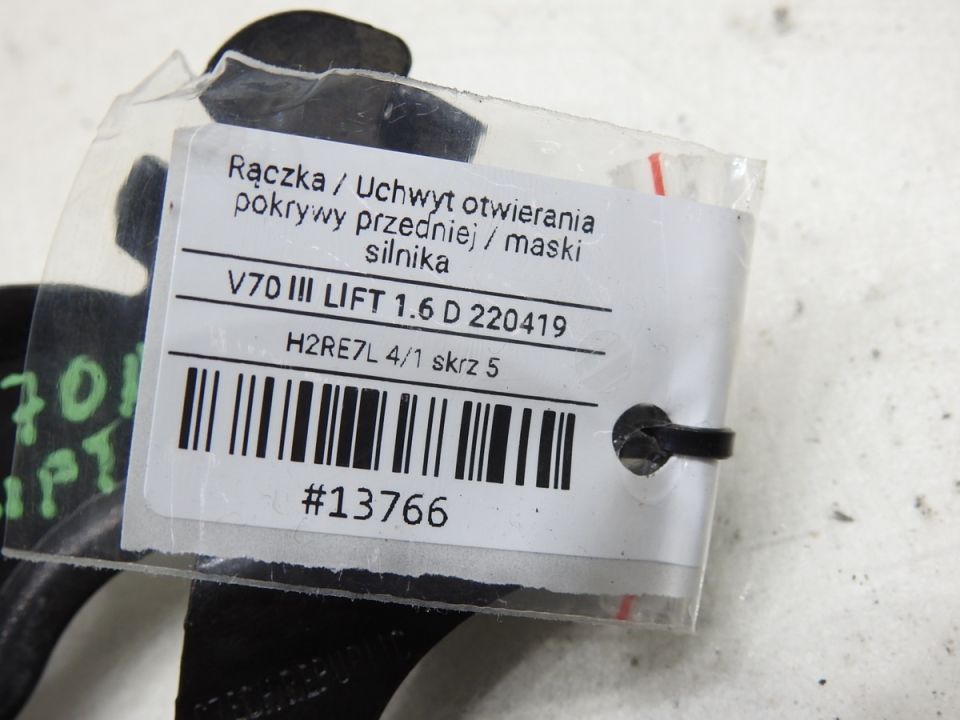 Rączka / Uchwyt otwierania
pokrywy przedniej / maski
silnika
V70 III LIFT 1.6 D 220419
H2RE7L 4/1 skrz 5
#13766
LIFT